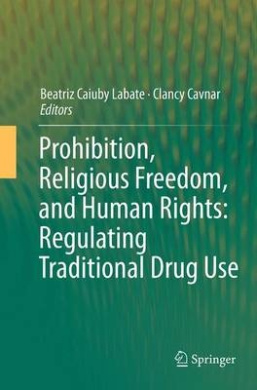 Beatriz Caiuby Labate · Clancy Cavnar
Editors
Prohibition,
Religious Freedom,
and Human Rights:
Regulating
Traditional Drug Use
Springer